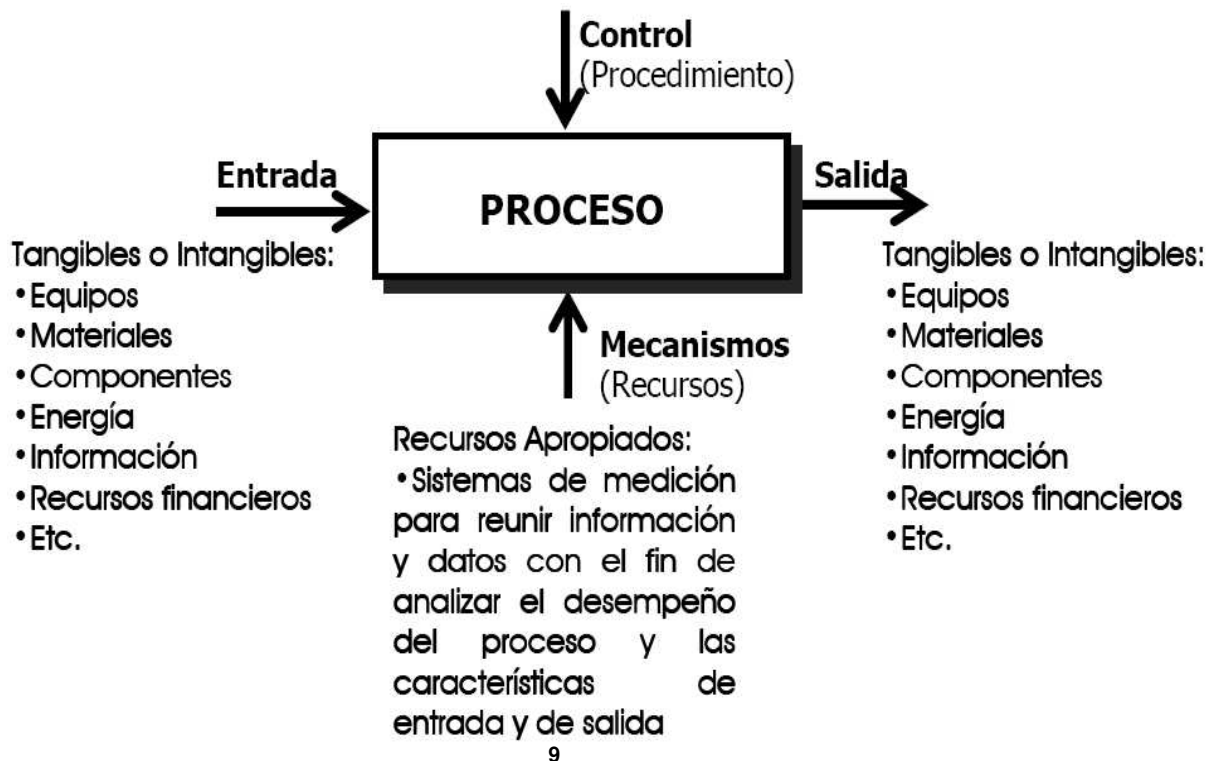 Control
(Procedimiento)
Entrada
PROCESO
Salida
Tangibles o Intangibles:
•Equipos
•Materiales
•Componentes
•Energía
•Información
•Recursos financieros
•Etc.
Mecanismos
(Recursos)
Recursos Apropiados:
•Sistemas de medición
para reunir información
y datos con el fin de
analizar el desempeño
del proceso y las
características de
entrada y de salida
Tangibles o Intangibles:
•Equipos
•Materiales
•Componentes
•Energía
•Información
•Recursos financieros
•Etc.
9